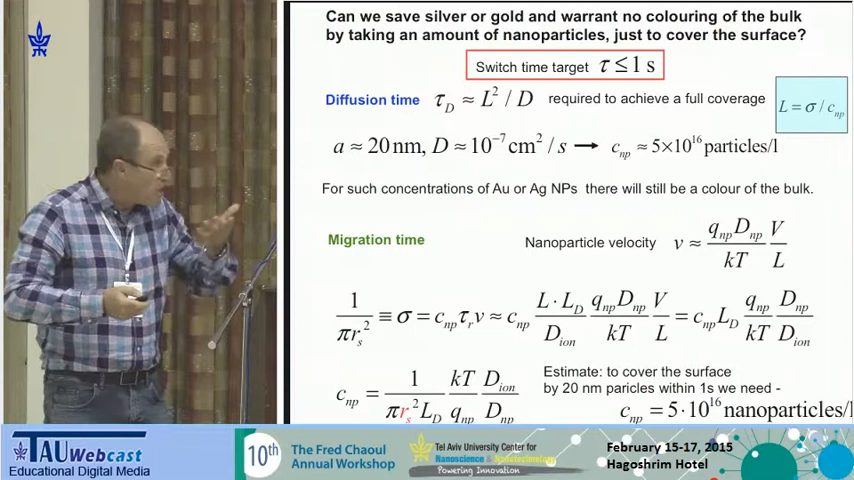 Can we save silver or gold and warrant no colouring of the bulk
by taking an amount of nanoparticles, just to cover the surface?
Switch time target τ ≤ 1 s
Diffusion time τ_D ≈ L² / D required to achieve a full coverage L = σ / c_np
a ≈ 20 nm, D ≈ 10⁻⁷ cm² / s → c_np ≈ 5×10¹⁶ particles/l
For such concentrations of Au or Ag NPs there will still be a colour of the bulk.
Migration time Nanoparticle velocity v ≈ (q_np D_np / kT) (V / L)
1 / (π r_s²) ≡ σ = c_np τ_r v ≈ c_np (L · L_D / D_ion) (q_np D_np / kT) (V / L) = c_np L_D (q_np / kT) (D_np / D_ion)
Estimate: to cover the surface
by 20 nm paricles within 1s we need -
c_np = (1 / (π r_s² L_D)) (kT / q_np) (D_ion / D_np)
c_np = 5·10¹⁶ nanoparticles/l
TAU Webcast
Educational Digital Media
10th
The Fred Chaoul
Annual Workshop
Tel Aviv University Center for
Nanoscience & Nanotechnology
Powering Innovation
February 15-17, 2015
Hagoshrim Hotel